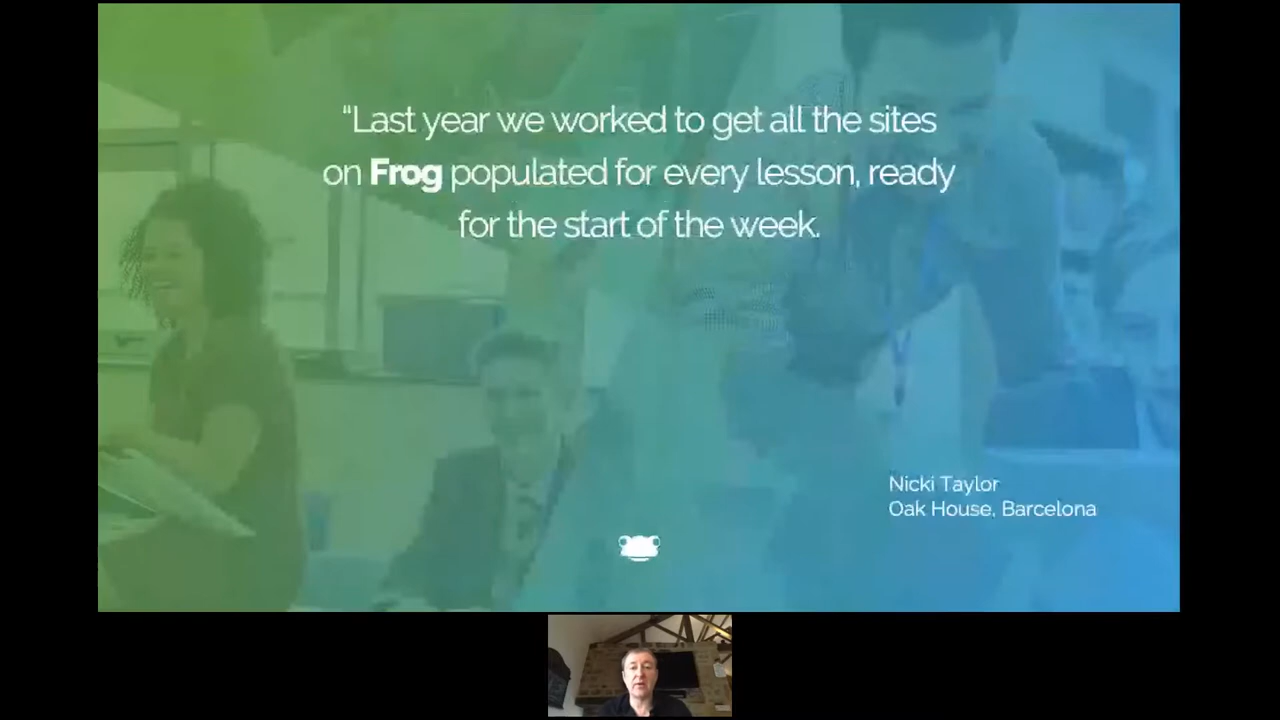 “Last year we worked to get all the sites
on Frog populated for every lesson, ready
for the start of the week.
Nicki Taylor
Oak House, Barcelona